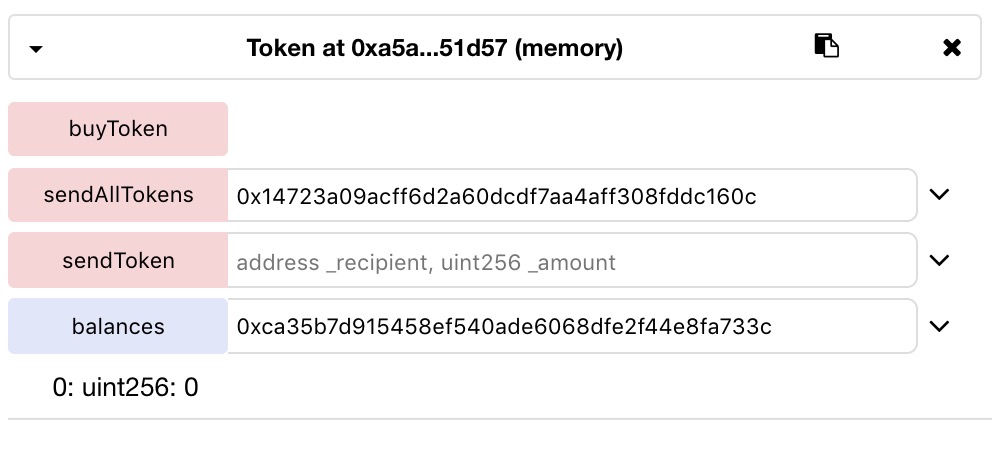 Token at 0xa5a...51d57 (memory)
buyToken
sendAllTokens 0x14723a09acff6d2a60dcdf7aa4aff308fddc160c
sendToken address _recipient, uint256 _amount
balances 0xca35b7d915458ef540ade6068dfe2f44e8fa733c
0: uint256: 0